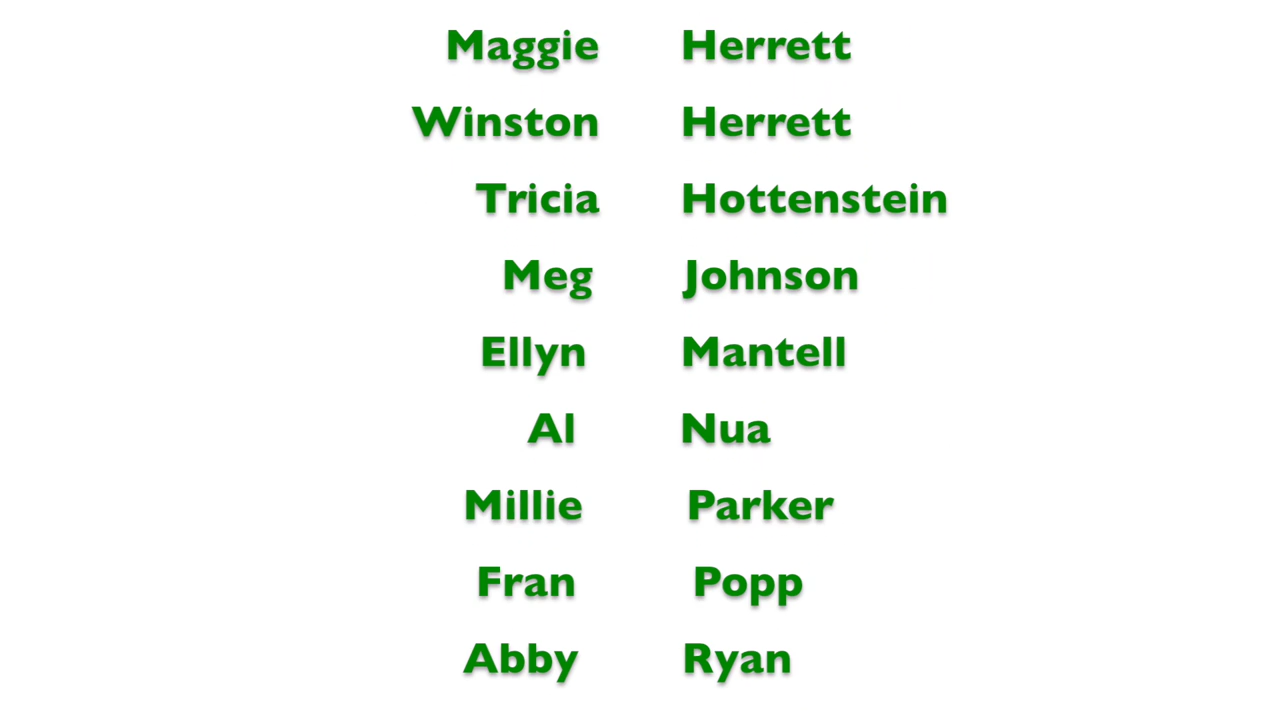 Maggie Herrett
Winston Herrett
Tricia Hottenstein
Meg Johnson
Ellyn Mantell
Al Nua
Millie Parker
Fran Popp
Abby Ryan